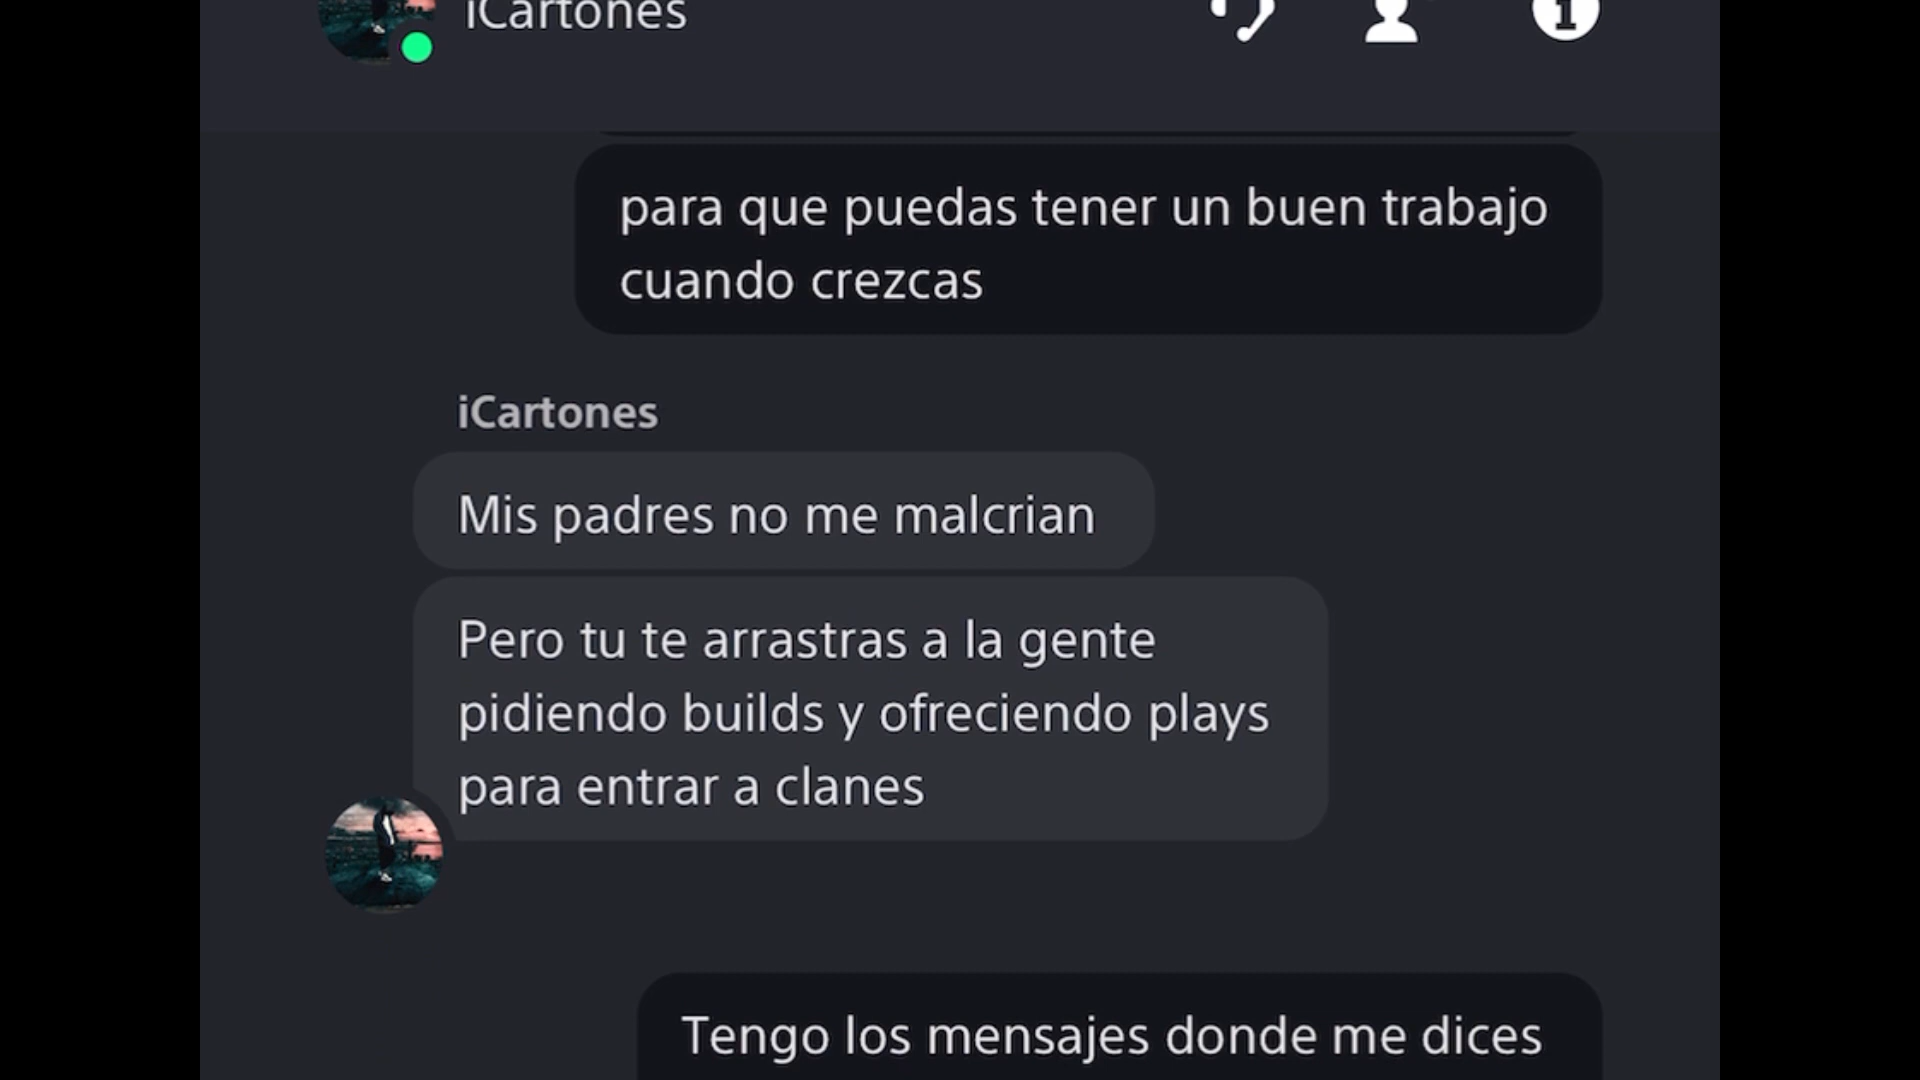 iCartones
para que puedas tener un buen trabajo
cuando crezcas
iCartones
Mis padres no me malcrian
Pero tu te arrastras a la gente
pidiendo builds y ofreciendo plays
para entrar a clanes
Tengo los mensajes donde me dices